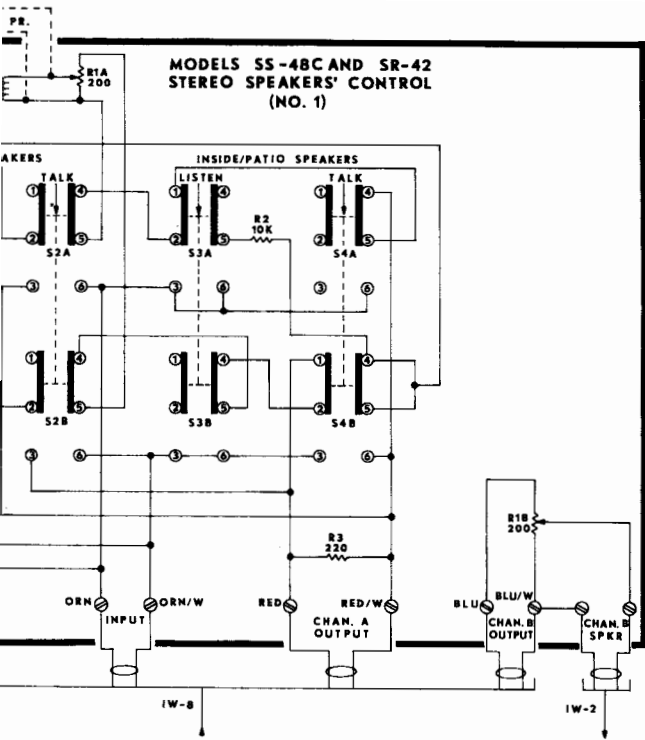 PR.
R1A
200
MODELS SS-48C AND SR-42
STEREO SPEAKERS' CONTROL
(NO. 1)
AKERS
INSIDE/PATIO SPEAKERS
TALK
LISTEN
TALK
1 4 1 4 1 4
R2
10K
2 5 2 5 2 5
S2A S3A S4A
3 6 3 6 3 6
1 4 1 4 1 4
2 5 2 5 2 5
S2B S3B S4B
3 6 3 6 3 6
R1B
200
R3
220
ORN ORN/W RED RED/W BLU BLU/W
INPUT
CHAN. A
OUTPUT
CHAN. B
OUTPUT
CHAN. B
SPKR
IW-8
IW-2